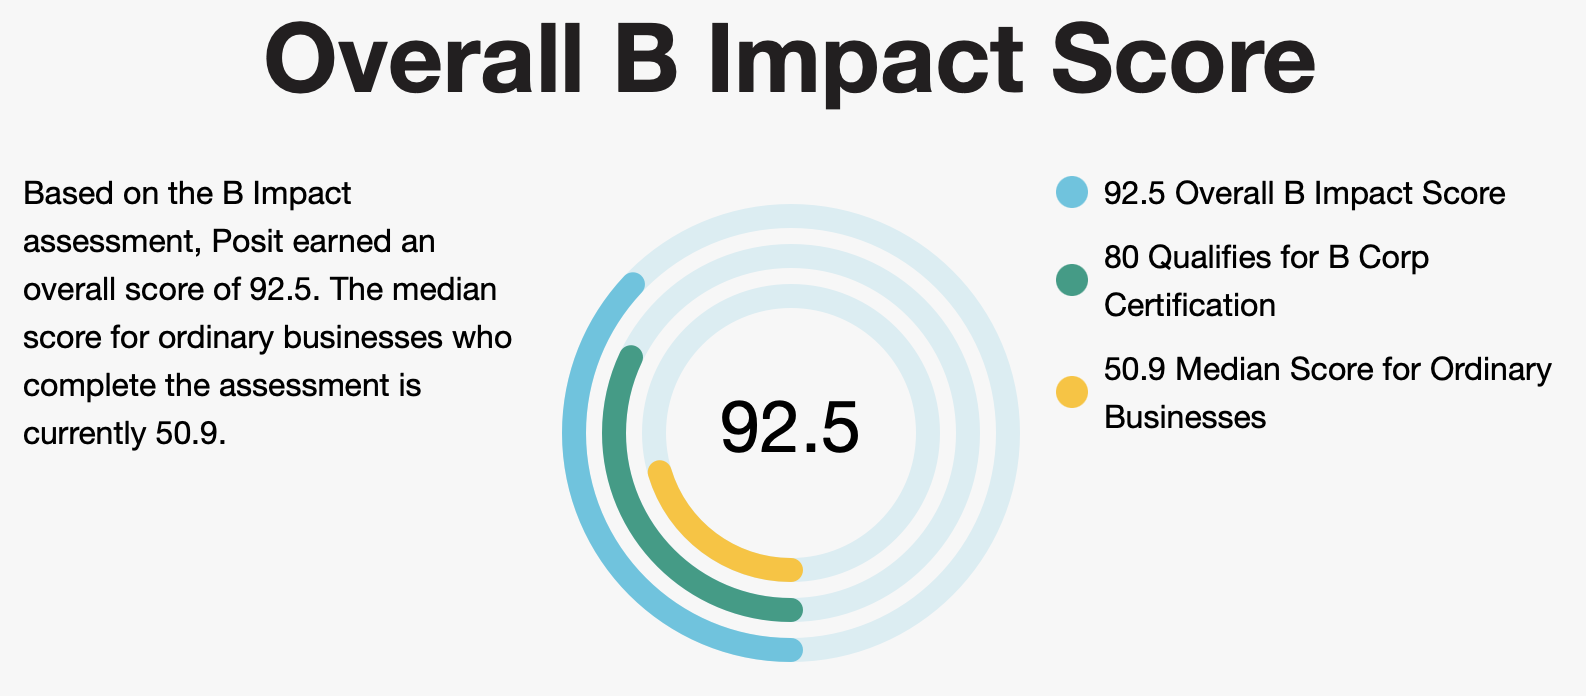 Overall B Impact Score
Based on the B Impact
assessment, Posit earned an
overall score of 92.5. The median
score for ordinary businesses who
complete the assessment is
currently 50.9.
92.5
92.5 Overall B Impact Score
80 Qualifies for B Corp
Certification
50.9 Median Score for Ordinary
Businesses